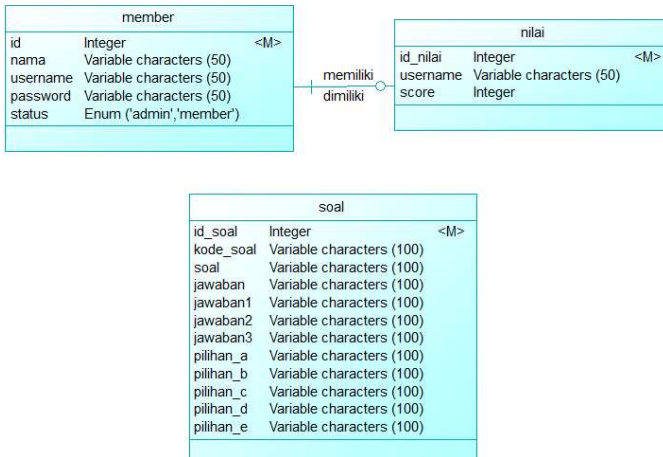 member
id Integer <M>
nama Variable characters (50)
username Variable characters (50)
password Variable characters (50)
status Enum ('admin','member')
memiliki
dimiliki
nilai
id_nilai Integer <M>
username Variable characters (50)
score Integer
soal
id_soal Integer <M>
kode_soal Variable characters (100)
soal Variable characters (100)
jawaban Variable characters (100)
jawaban1 Variable characters (100)
jawaban2 Variable characters (100)
jawaban3 Variable characters (100)
pilihan_a Variable characters (100)
pilihan_b Variable characters (100)
pilihan_c Variable characters (100)
pilihan_d Variable characters (100)
pilihan_e Variable characters (100)